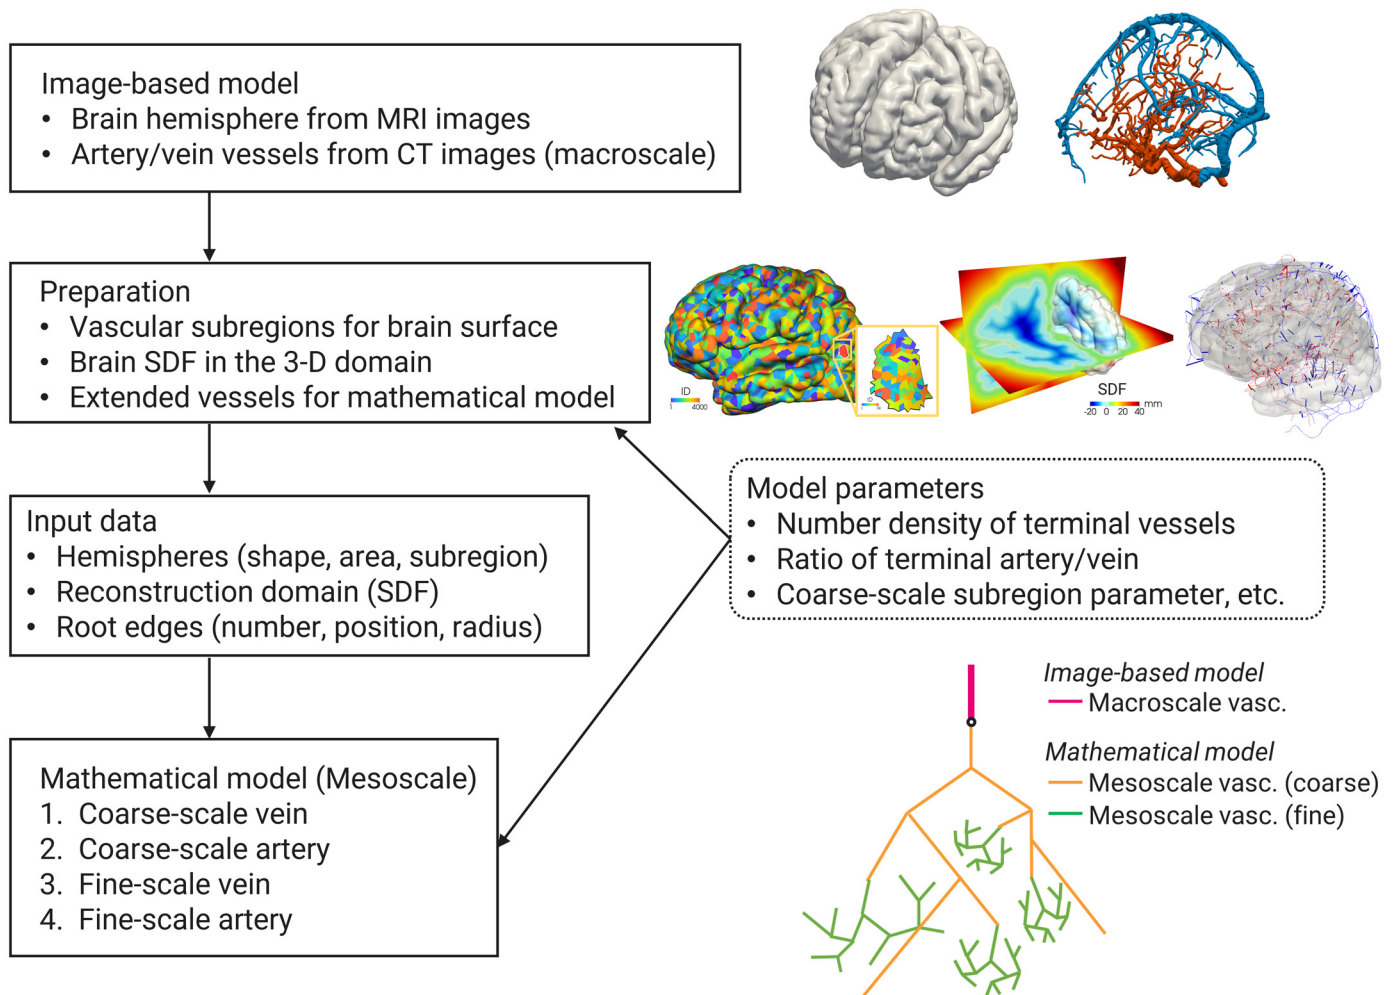 Image-based model
• Brain hemisphere from MRI images
• Artery/vein vessels from CT images (macroscale)
Preparation
• Vascular subregions for brain surface
• Brain SDF in the 3-D domain
• Extended vessels for mathematical model
ID
1 4000
ID
SDF
-20 0 20 40 mm
Input data
• Hemispheres (shape, area, subregion)
• Reconstruction domain (SDF)
• Root edges (number, position, radius)
Model parameters
• Number density of terminal vessels
• Ratio of terminal artery/vein
• Coarse-scale subregion parameter, etc.
Mathematical model (Mesoscale)
1. Coarse-scale vein
2. Coarse-scale artery
3. Fine-scale vein
4. Fine-scale artery
Image-based model
Macroscale vasc.
Mathematical model
Mesoscale vasc. (coarse)
Mesoscale vasc. (fine)